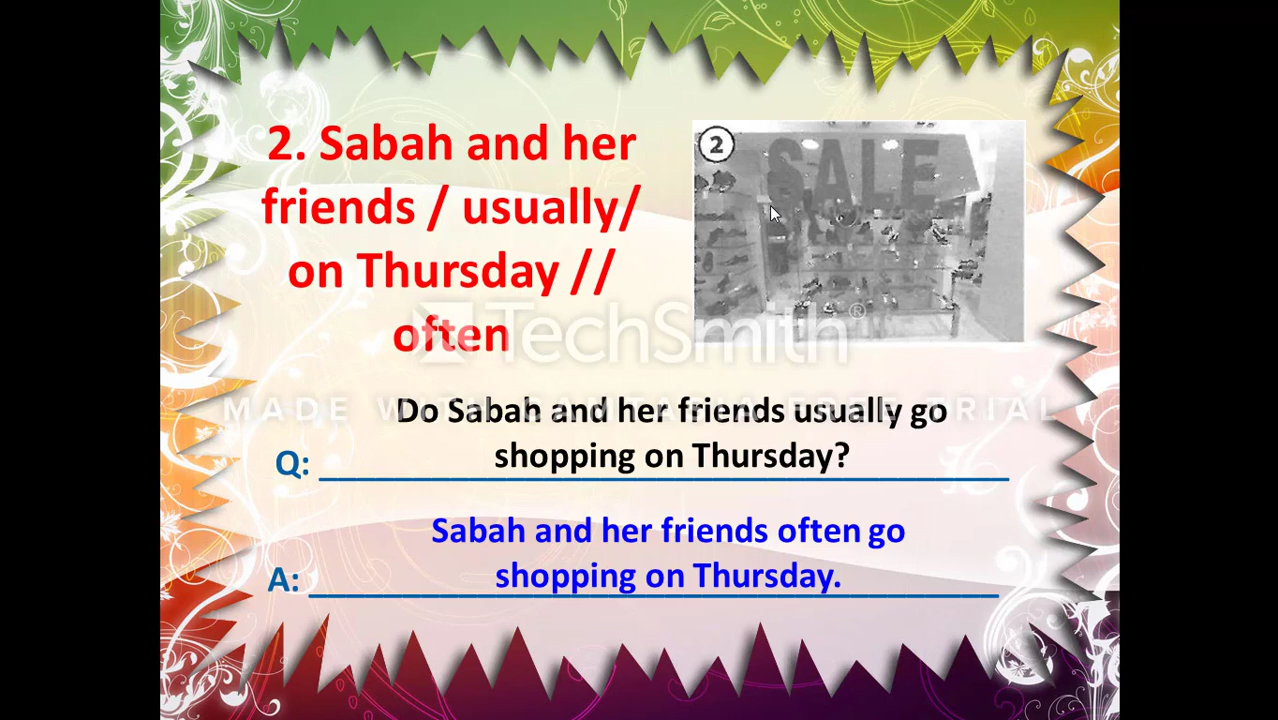 2. Sabah and her
friends / usually/
on Thursday //
often
2
SALE
TechSmith®
MADE WITH CAMTASIA FREE TRIAL
Do Sabah and her friends usually go
shopping on Thursday?
Q:
Sabah and her friends often go
shopping on Thursday.
A: